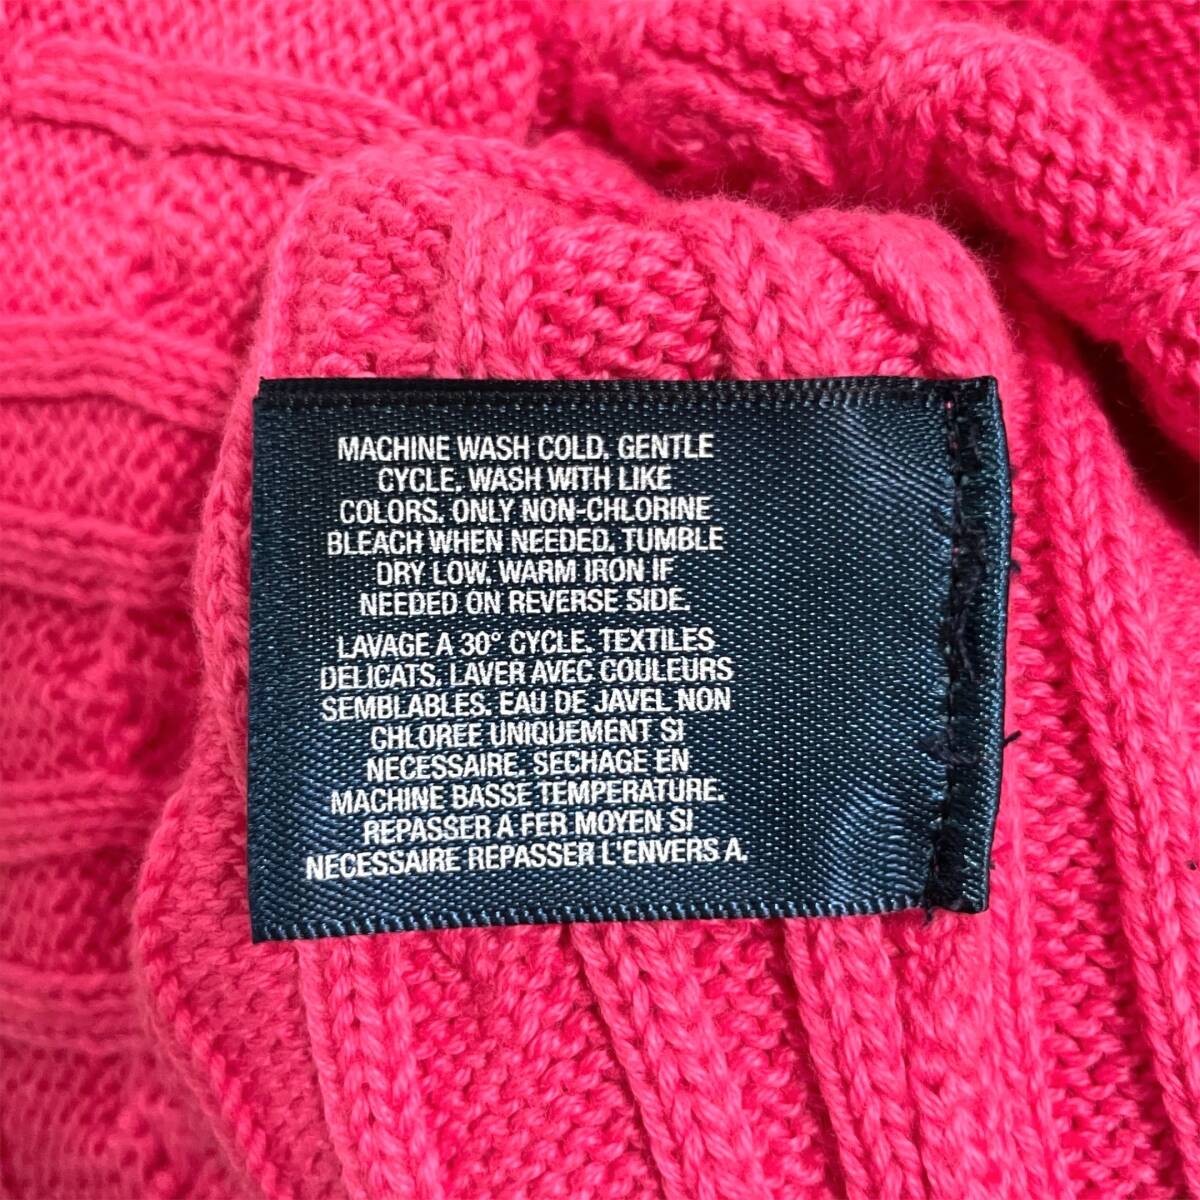 MACHINE WASH COLD. GENTLE
CYCLE. WASH WITH LIKE
COLORS. ONLY NON-CHLORINE
BLEACH WHEN NEEDED. TUMBLE
DRY LOW. WARM IRON IF
NEEDED ON REVERSE SIDE.
LAVAGE A 30° CYCLE. TEXTILES
DELICATS. LAVER AVEC COULEURS
SEMBLABLES. EAU DE JAVEL NON
CHLOREE UNIQUEMENT SI
NECESSAIRE. SECHAGE EN
MACHINE BASSE TEMPERATURE.
REPASSER A FER MOYEN SI
NECESSAIRE REPASSER L'ENVERS A.